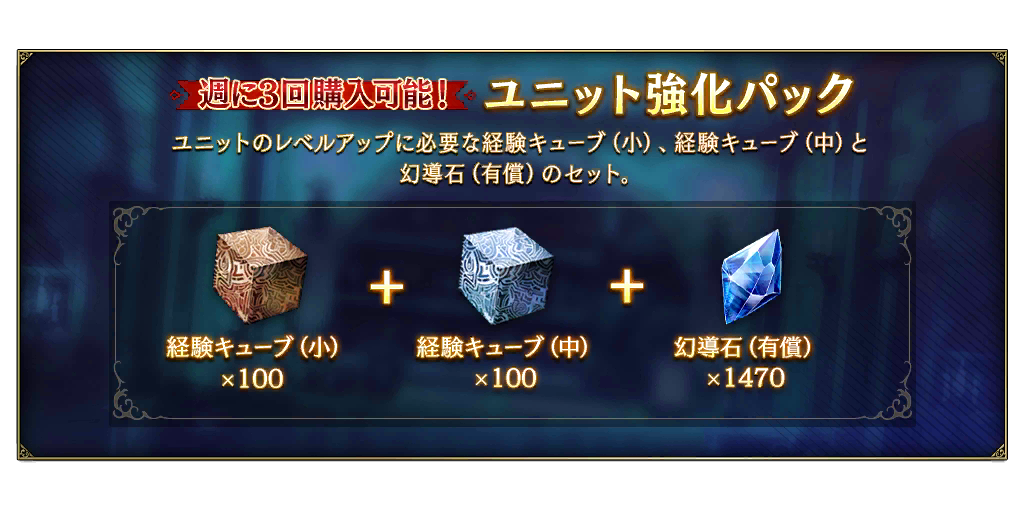 週に3回購入可能！ ユニット強化パック
ユニットのレベルアップに必要な経験キューブ（小）、経験キューブ（中）と
幻導石（有償）のセット。
+ +
経験キューブ（小） 経験キューブ（中） 幻導石（有償）
×100 ×100 ×1470